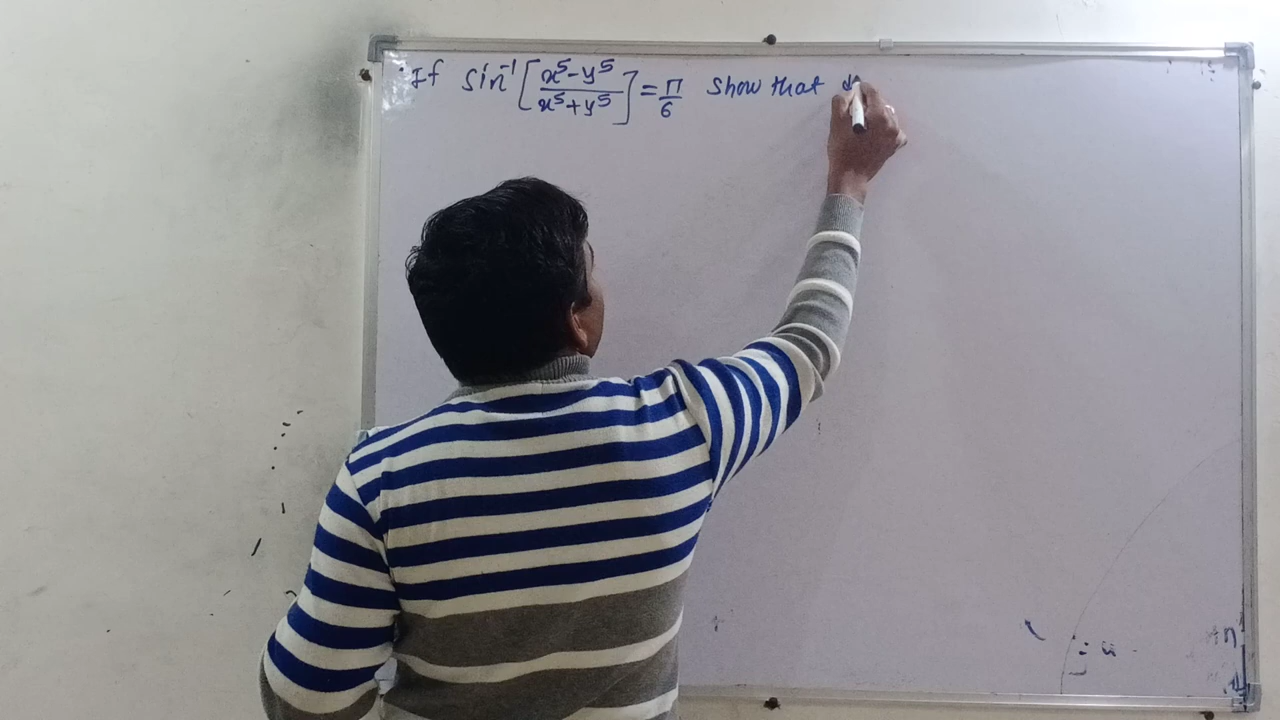 If Sin⁻¹ [x⁵-y⁵/x⁵+y⁵] = π/6 Show that